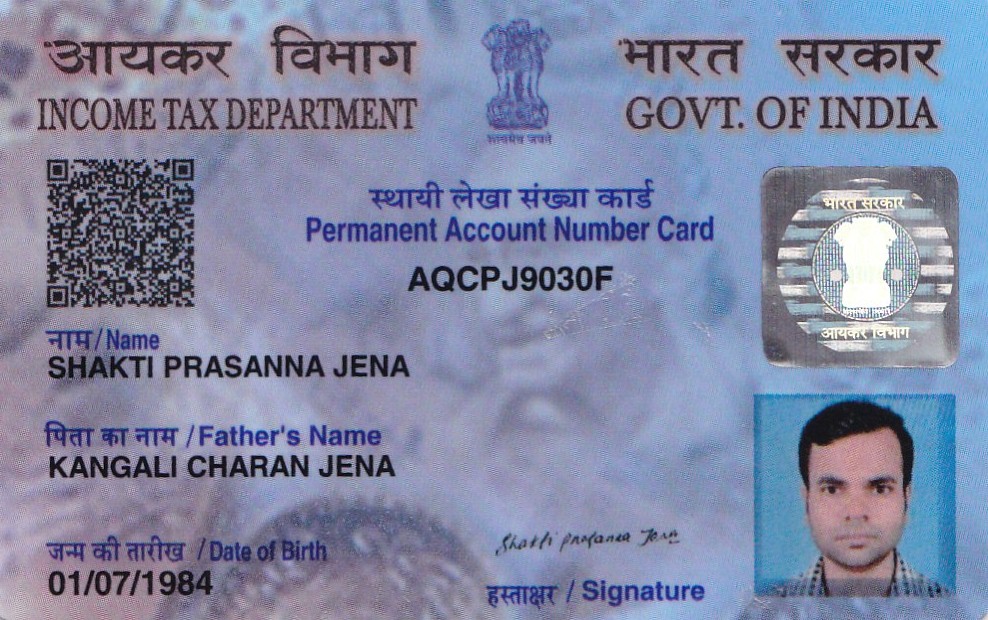 आयकर विभाग
INCOME TAX DEPARTMENT
सत्यमेव जयते
भारत सरकार
GOVT. OF INDIA
स्थायी लेखा संख्या कार्ड
Permanent Account Number Card
AQCPJ9030F
भारत सरकार
आयकर विभाग
नाम / Name
SHAKTI PRASANNA JENA
पिता का नाम / Father's Name
KANGALI CHARAN JENA
जन्म की तारीख / Date of Birth
01/07/1984
Shakti prasanna Jena
हस्ताक्षर / Signature